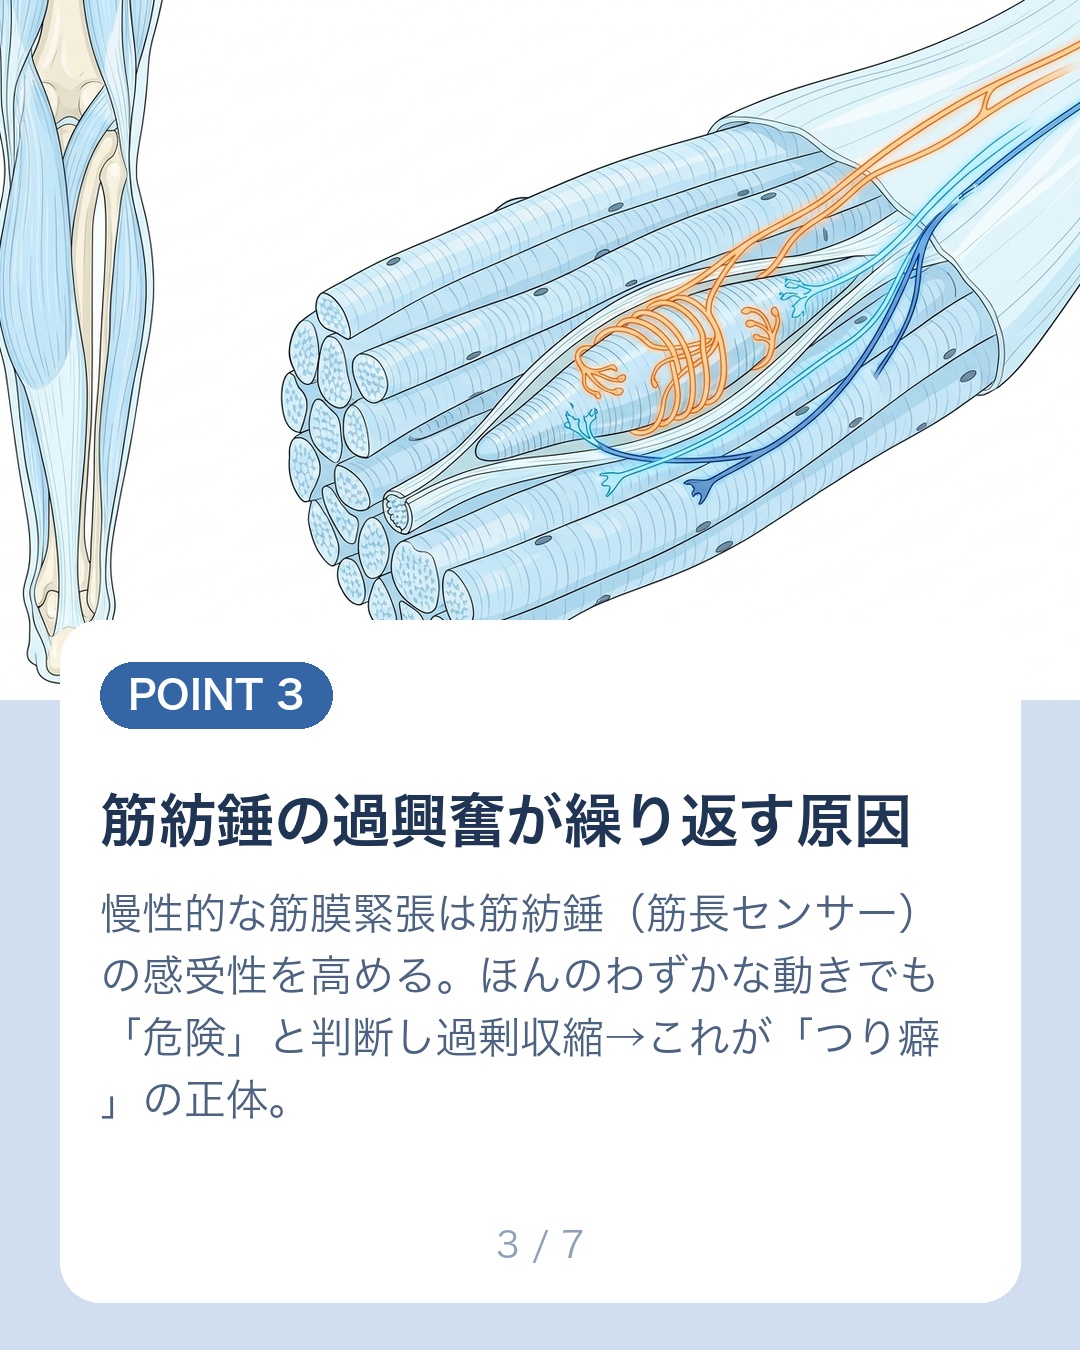 POINT 3
筋紡錘の過興奮が繰り返す原因
慢性的な筋膜緊張は筋紡錘（筋長センサー）
の感受性を高める。ほんのわずかな動きでも
「危険」と判断し過剰収縮→これが「つり癖
」の正体。
3 / 7